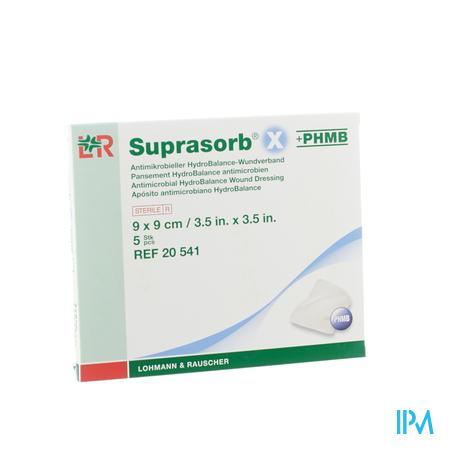 L&R Suprasorb® X +PHMB
Antimikrobieller HydroBalance-Wundverband
Pansement HydroBalance antimicrobien
Antimicrobial HydroBalance Wound Dressing
Apósito antimicrobiano HydroBalance
STERILE R
9 x 9 cm / 3.5 in. x 3.5 in.
5 Stk pcs
REF 20 541
PHMB
LOHMANN & RAUSCHER
IPM